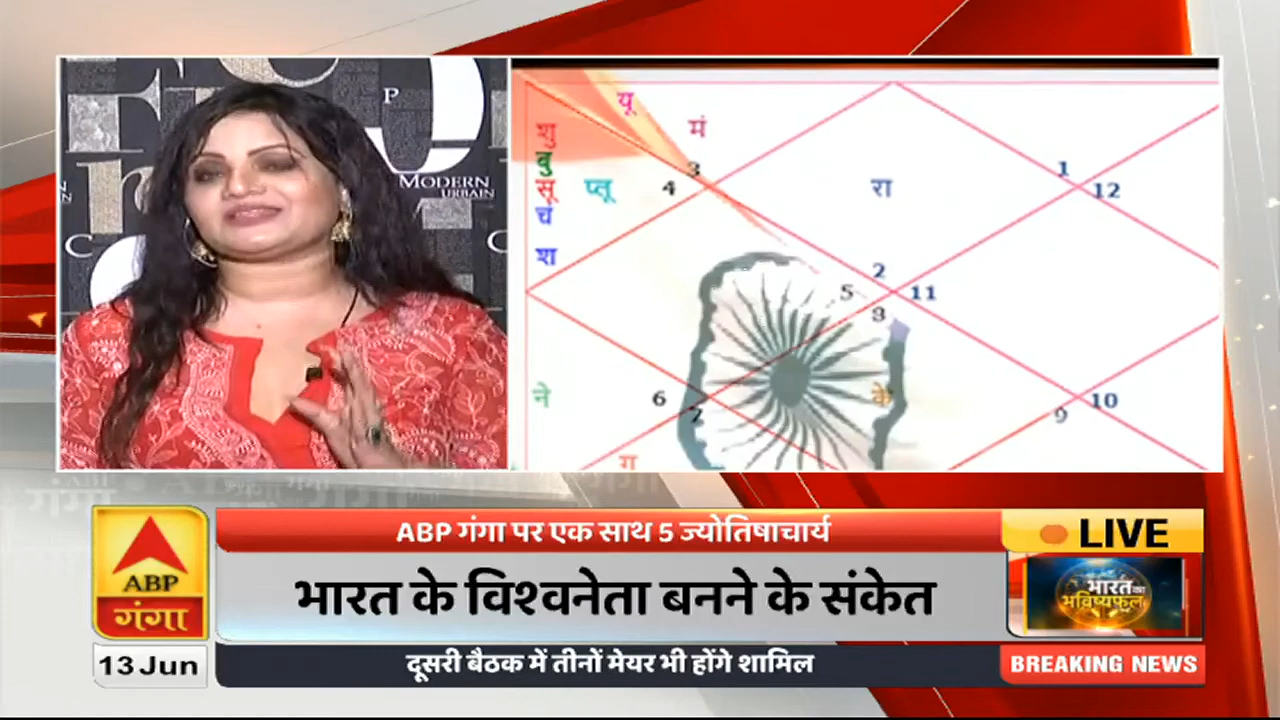 P
MODERN
URBAIN
C
यू
मं
शु
बु
सू
प्लू
चं
श
3
4
रा
1
12
2
5
11
8
ने
6
के
10
9
गु
ABP गंगा पर एक साथ 5 ज्योतिषाचार्य
LIVE
ABP
गंगा
भारत के विश्वनेता बनने के संकेत
भारत का
भविष्यफल
13 Jun
दूसरी बैठक में तीनों मेयर भी होंगे शामिल
BREAKING NEWS